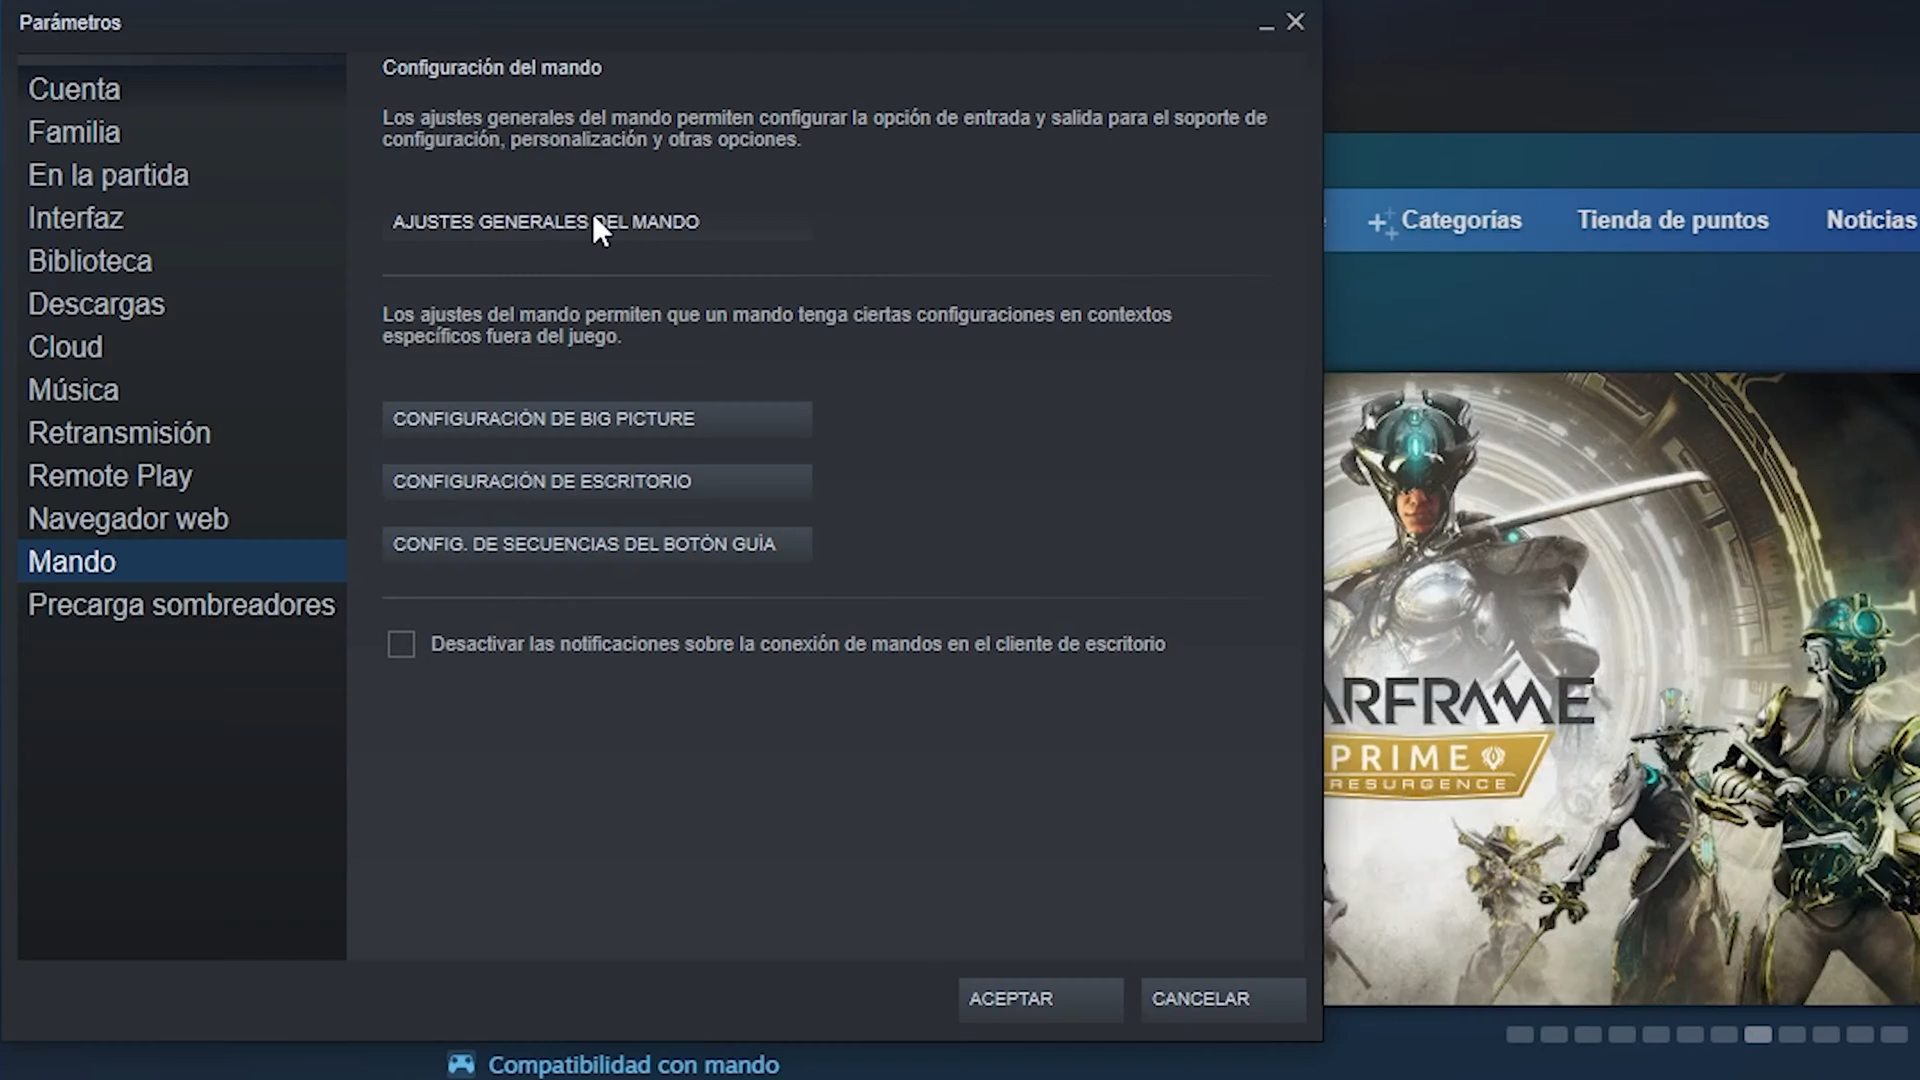 Parámetros
Cuenta
Familia
En la partida
Interfaz
Biblioteca
Descargas
Cloud
Música
Retransmisión
Remote Play
Navegador web
Mando
Precarga sombreadores
Configuración del mando
Los ajustes generales del mando permiten configurar la opción de entrada y salida para el soporte de
configuración, personalización y otras opciones.
AJUSTES GENERALES DEL MANDO
Los ajustes del mando permiten que un mando tenga ciertas configuraciones en contextos
específicos fuera del juego.
CONFIGURACIÓN DE BIG PICTURE
CONFIGURACIÓN DE ESCRITORIO
CONFIG. DE SECUENCIAS DEL BOTÓN GUÍA
Desactivar las notificaciones sobre la conexión de mandos en el cliente de escritorio
ACEPTAR
CANCELAR
Categorías
Tienda de puntos
Noticias
ARFRAME
PRIME
RESURGENCE
Compatibilidad con mando